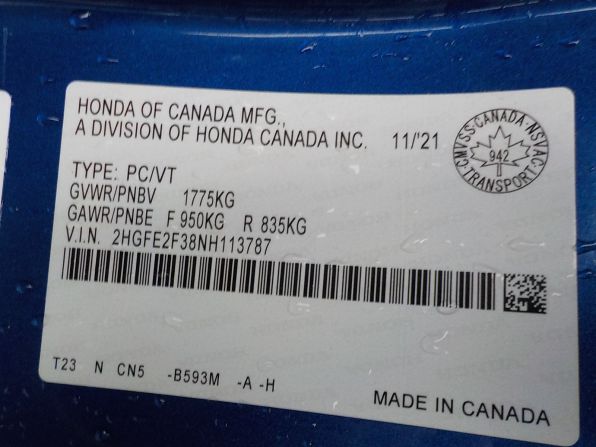 HONDA OF CANADA MFG.,
A DIVISION OF HONDA CANADA INC. 11/'21
CMVSS·CANADA·NSVAC
942
TRANSPORT
TYPE: PC/VT
GVWR/PNBV 1775KG
GAWR/PNBE F 950KG R 835KG
V.I.N. 2HGFE2F38NH113787
T23 N CN5 -B593M -A -H
MADE IN CANADA